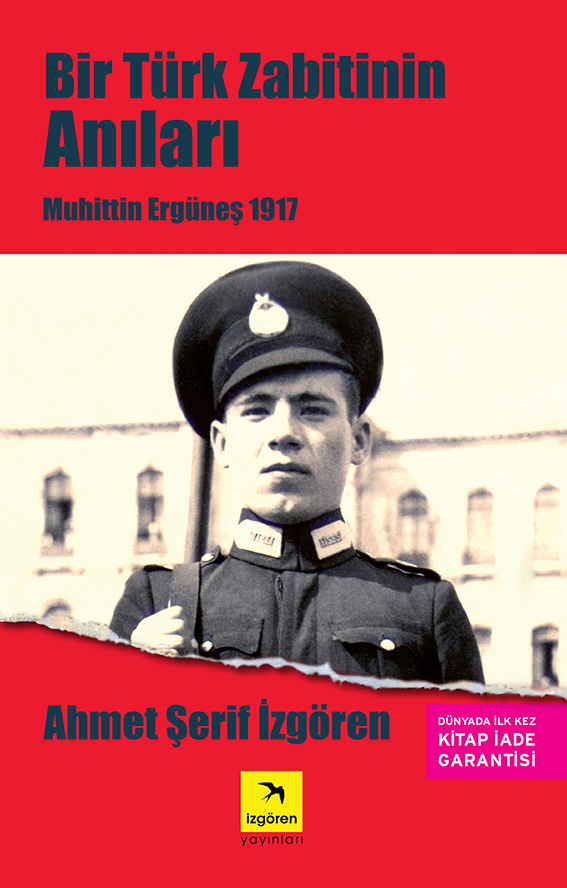 Bir Türk Zabitinin
Anıları
Muhittin Ergüneş 1917
Ahmet Şerif İzgören
DÜNYADA İLK KEZ
KİTAP İADE
GARANTİSİ
izgören
yayınları